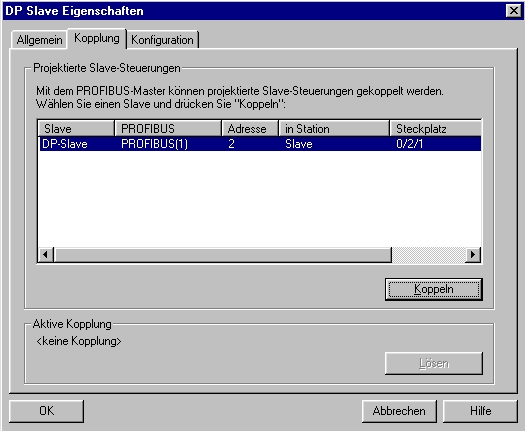 DP Slave Eigenschaften
Allgemein Kopplung Konfiguration
Projektierte Slave-Steuerungen
Mit dem PROFIBUS-Master können projektierte Slave-Steuerungen gekoppelt werden.
Wählen Sie einen Slave und drücken Sie "Koppeln":
Slave PROFIBUS Adresse in Station Steckplatz
DP-Slave PROFIBUS(1) 2 Slave 0/2/1
Koppeln
Aktive Kopplung
<keine Kopplung>
Lösen
OK Abbrechen Hilfe